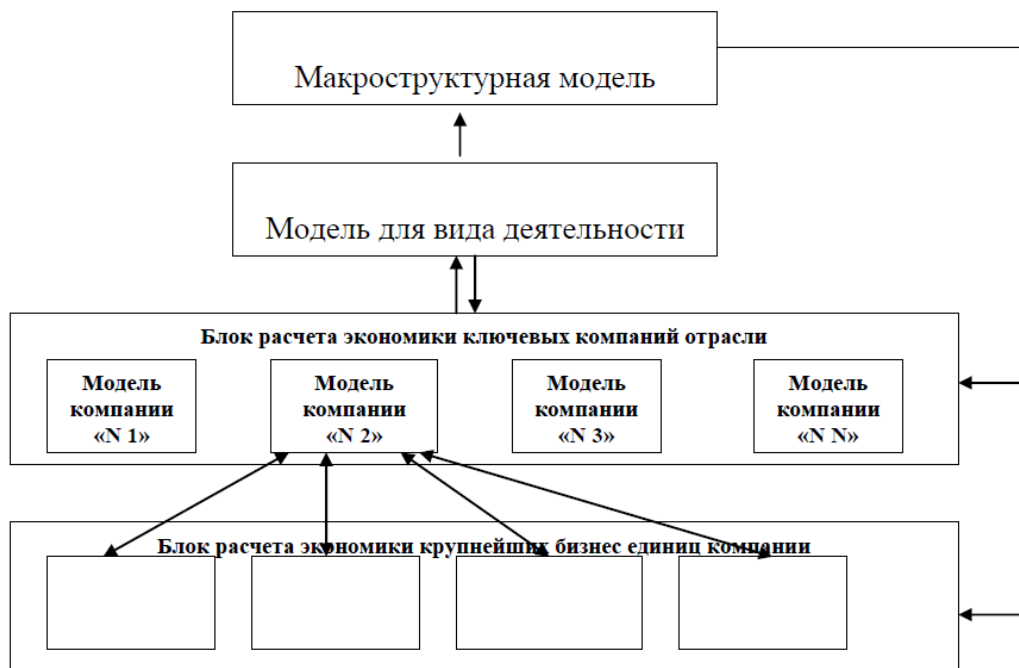 Макроструктурная модель
Модель для вида деятельности
Блок расчета экономики ключевых компаний отрасли
Модель
компании
«N 1»
Модель
компании
«N 2»
Модель
компании
«N 3»
Модель
компании
«N N»
Блок расчета экономики крупнейших бизнес единиц компании